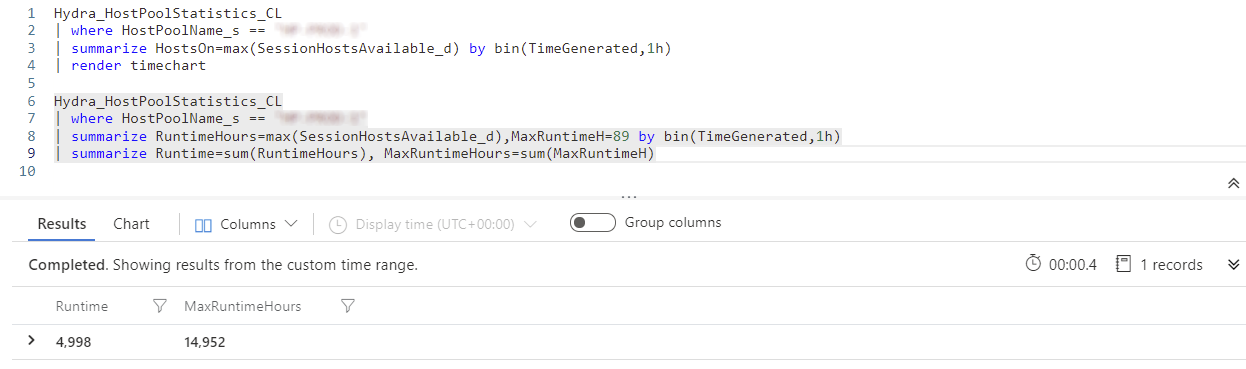 1 Hydra_HostPoolStatistics_CL
2 | where HostPoolName_s ==
3 | summarize HostsOn=max(SessionHostsAvailable_d) by bin(TimeGenerated,1h)
4 | render timechart
5
6 Hydra_HostPoolStatistics_CL
7 | where HostPoolName_s ==
8 | summarize RuntimeHours=max(SessionHostsAvailable_d),MaxRuntimeH=89 by bin(TimeGenerated,1h)
9 | summarize Runtime=sum(RuntimeHours), MaxRuntimeHours=sum(MaxRuntimeH)
10
Results Chart Columns Display time (UTC+00:00) Group columns
Completed. Showing results from the custom time range. 00:00.4 1 records
Runtime MaxRuntimeHours
4,998 14,952